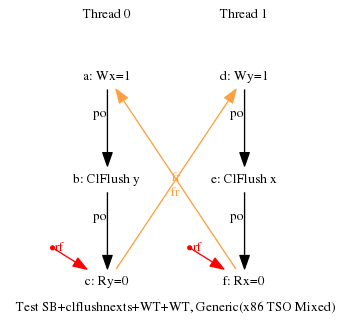 Thread 0 Thread 1
a: Wx=1 d: Wy=1
po po
b: ClFlush y e: ClFlush x
fr
fr
po po
rf rf
c: Ry=0 f: Rx=0
Test SB+clflushnexts+WT+WT, Generic(x86 TSO Mixed)